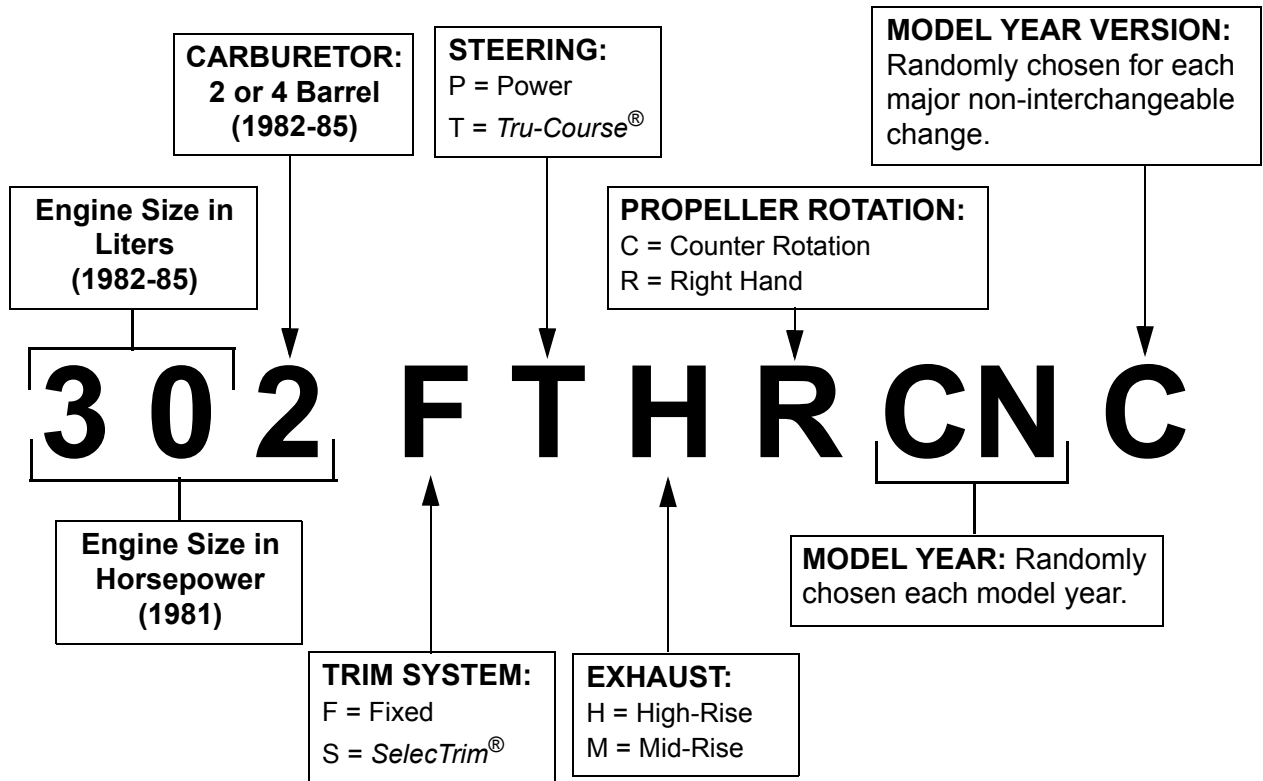 CARBURETOR:
2 or 4 Barrel
(1982-85)
STEERING:
P = Power
T = Tru-Course®
MODEL YEAR VERSION:
Randomly chosen for each
major non-interchangeable
change.
Engine Size in
Liters
(1982-85)
PROPELLER ROTATION:
C = Counter Rotation
R = Right Hand
3 0 2 F T H R CN C
Engine Size in
Horsepower
(1981)
MODEL YEAR: Randomly
chosen each model year.
TRIM SYSTEM:
F = Fixed
S = SelecTrim®
EXHAUST:
H = High-Rise
M = Mid-Rise